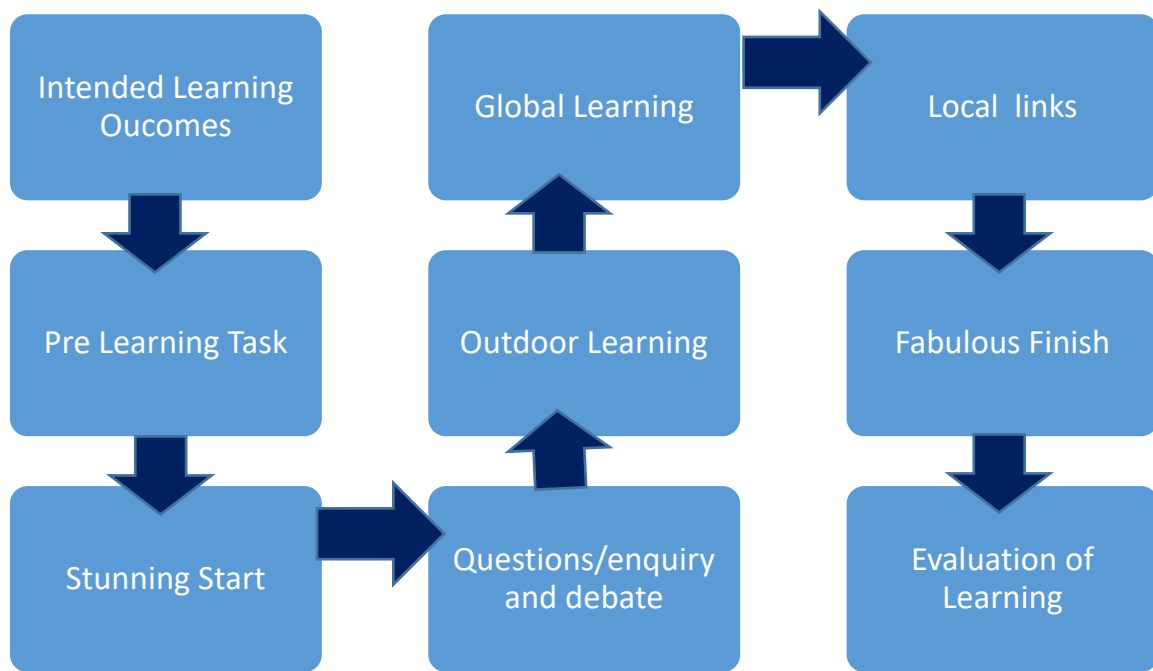 Intended Learning
Oucomes
Pre Learning Task
Stunning Start
Questions/enquiry
and debate
Outdoor Learning
Global Learning
Local  links
Fabulous Finish
Evaluation of
Learning